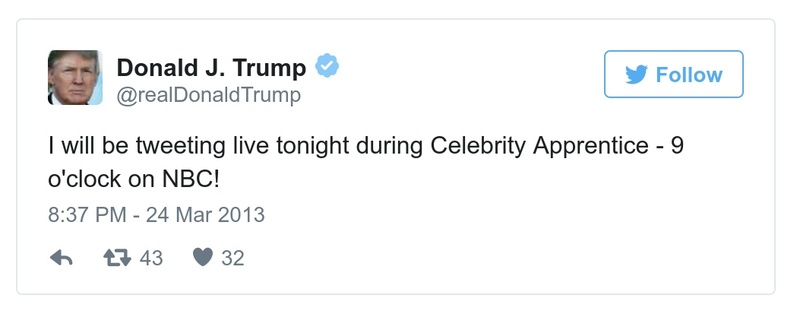 Donald J. Trump
@realDonaldTrump
Follow
I will be tweeting live tonight during Celebrity Apprentice - 9
o'clock on NBC!
8:37 PM - 24 Mar 2013
43 32